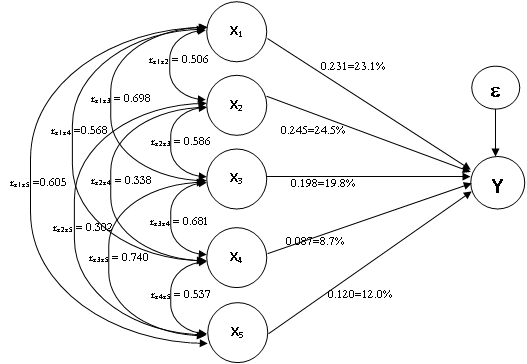 X1
rx1x2 = 0.506
0.231=23.1%
ε
rx1x3 = 0.698
X2
rx1x4 = 0.568
0.245=24.5%
rx2x3 = 0.586
X3
rx1x5 =0.605
rx2x4 = 0.338
0.198=19.8%
Y
rx3x4 = 0.681
rx2x5 = 0.302
0.087=8.7%
X4
rx3x5 = 0.740
rx4x5 = 0.537
0.120=12.0%
X5